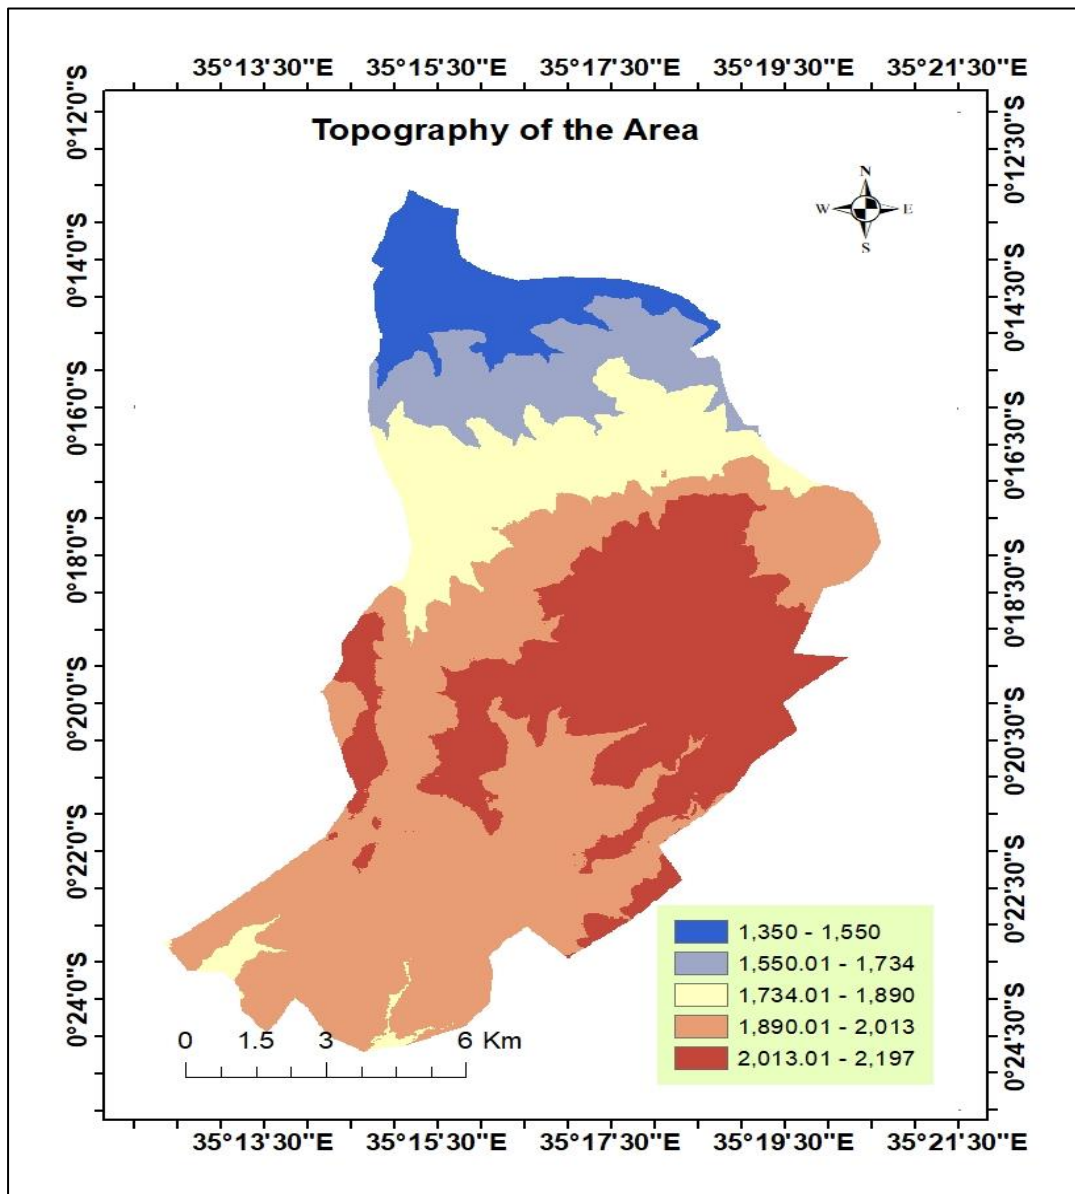 35°13'30"E 35°15'30"E 35°17'30"E 35°19'30"E 35°21'30"E
Topography of the Area
N
W E
S
0°12'0"S
0°14'0"S
0°16'0"S
0°18'0"S
0°20'0"S
0°22'0"S
0°24'0"S
0°12'30"S
0°14'30"S
0°16'30"S
0°18'30"S
0°20'30"S
0°22'30"S
0°24'30"S
1,350 - 1,550
1,550.01 - 1,734
1,734.01 - 1,890
1,890.01 - 2,013
2,013.01 - 2,197
0 1.5 3 6 Km
35°13'30"E 35°15'30"E 35°17'30"E 35°19'30"E 35°21'30"E